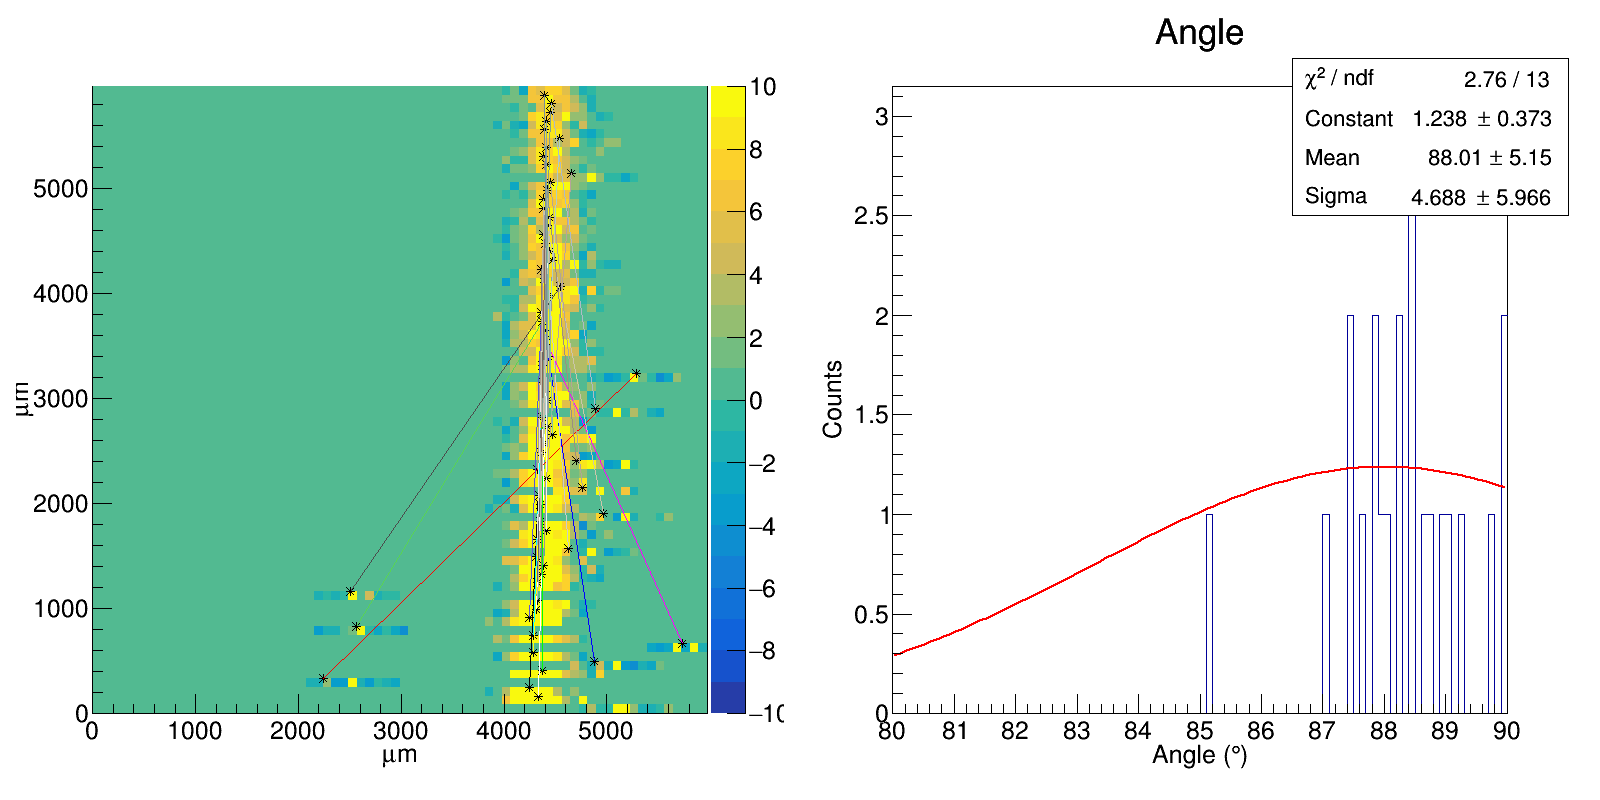 Angle
χ² / ndf 2.76 / 13
Constant 1.238 ± 0.373
Mean 88.01 ± 5.15
Sigma 4.688 ± 5.966
10
8
6
4
2
0
−2
−4
−6
−8
−10
5000
4000
3000
2000
1000
0
μm
0 1000 2000 3000 4000 5000
μm
3
2.5
2
1.5
1
0.5
0
Counts
80 81 82 83 84 85 86 87 88 89 90
Angle (°)